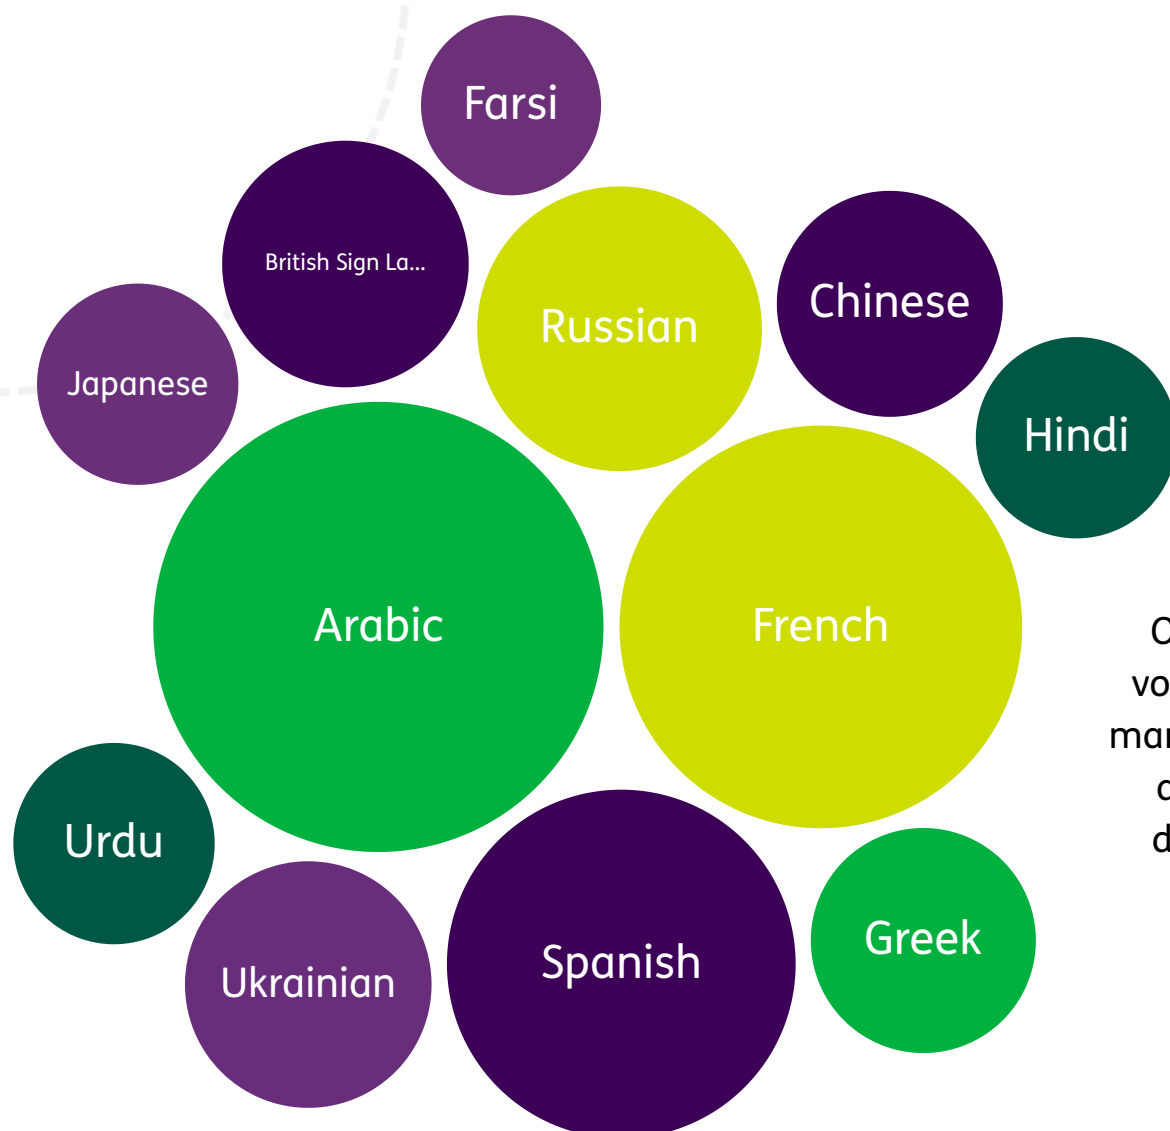 Farsi
British Sign La...
Russian
Chinese
Japanese
Hindi
Arabic
French
Urdu
Greek
Spanish
Ukrainian